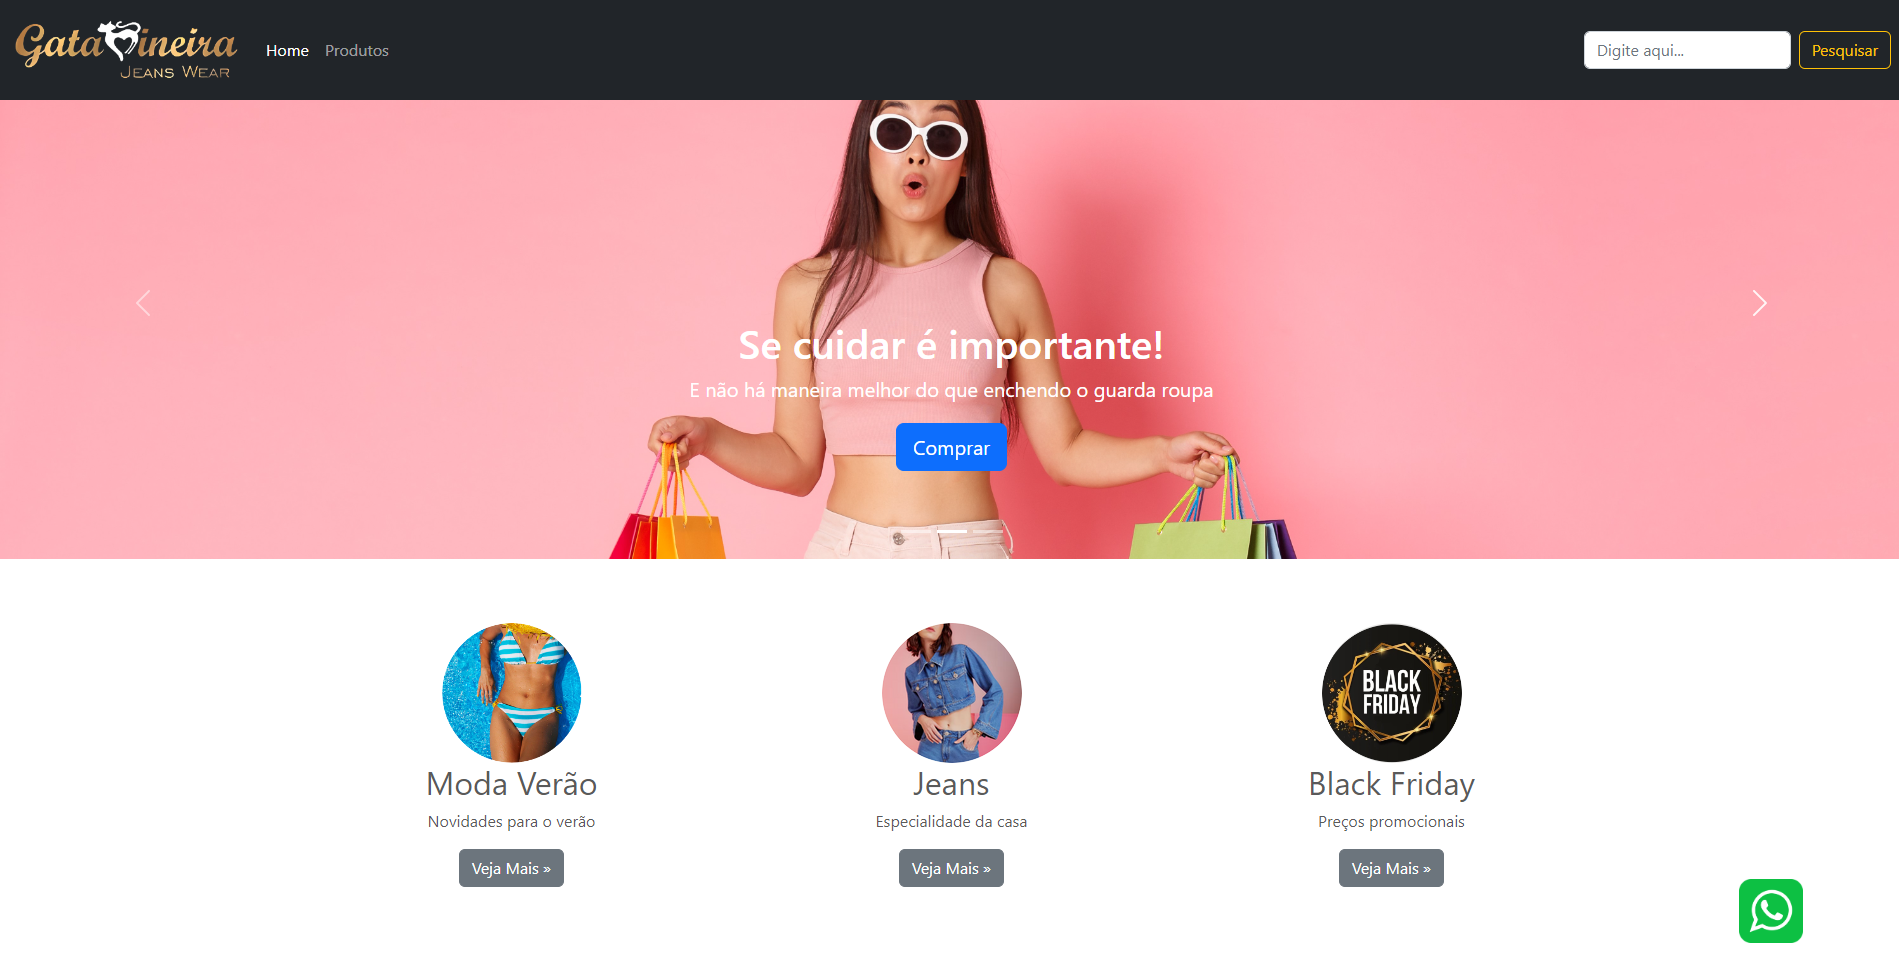 Gata Mineira
Jeans Wear
Home
Produtos
Digite aqui...
Pesquisar
Se cuidar é importante!
E não há maneira melhor do que enchendo o guarda roupa
Comprar
BLACK
FRIDAY
Moda Verão
Jeans
Black Friday
Novidades para o verão
Especialidade da casa
Preços promocionais
Veja Mais »
Veja Mais »
Veja Mais »